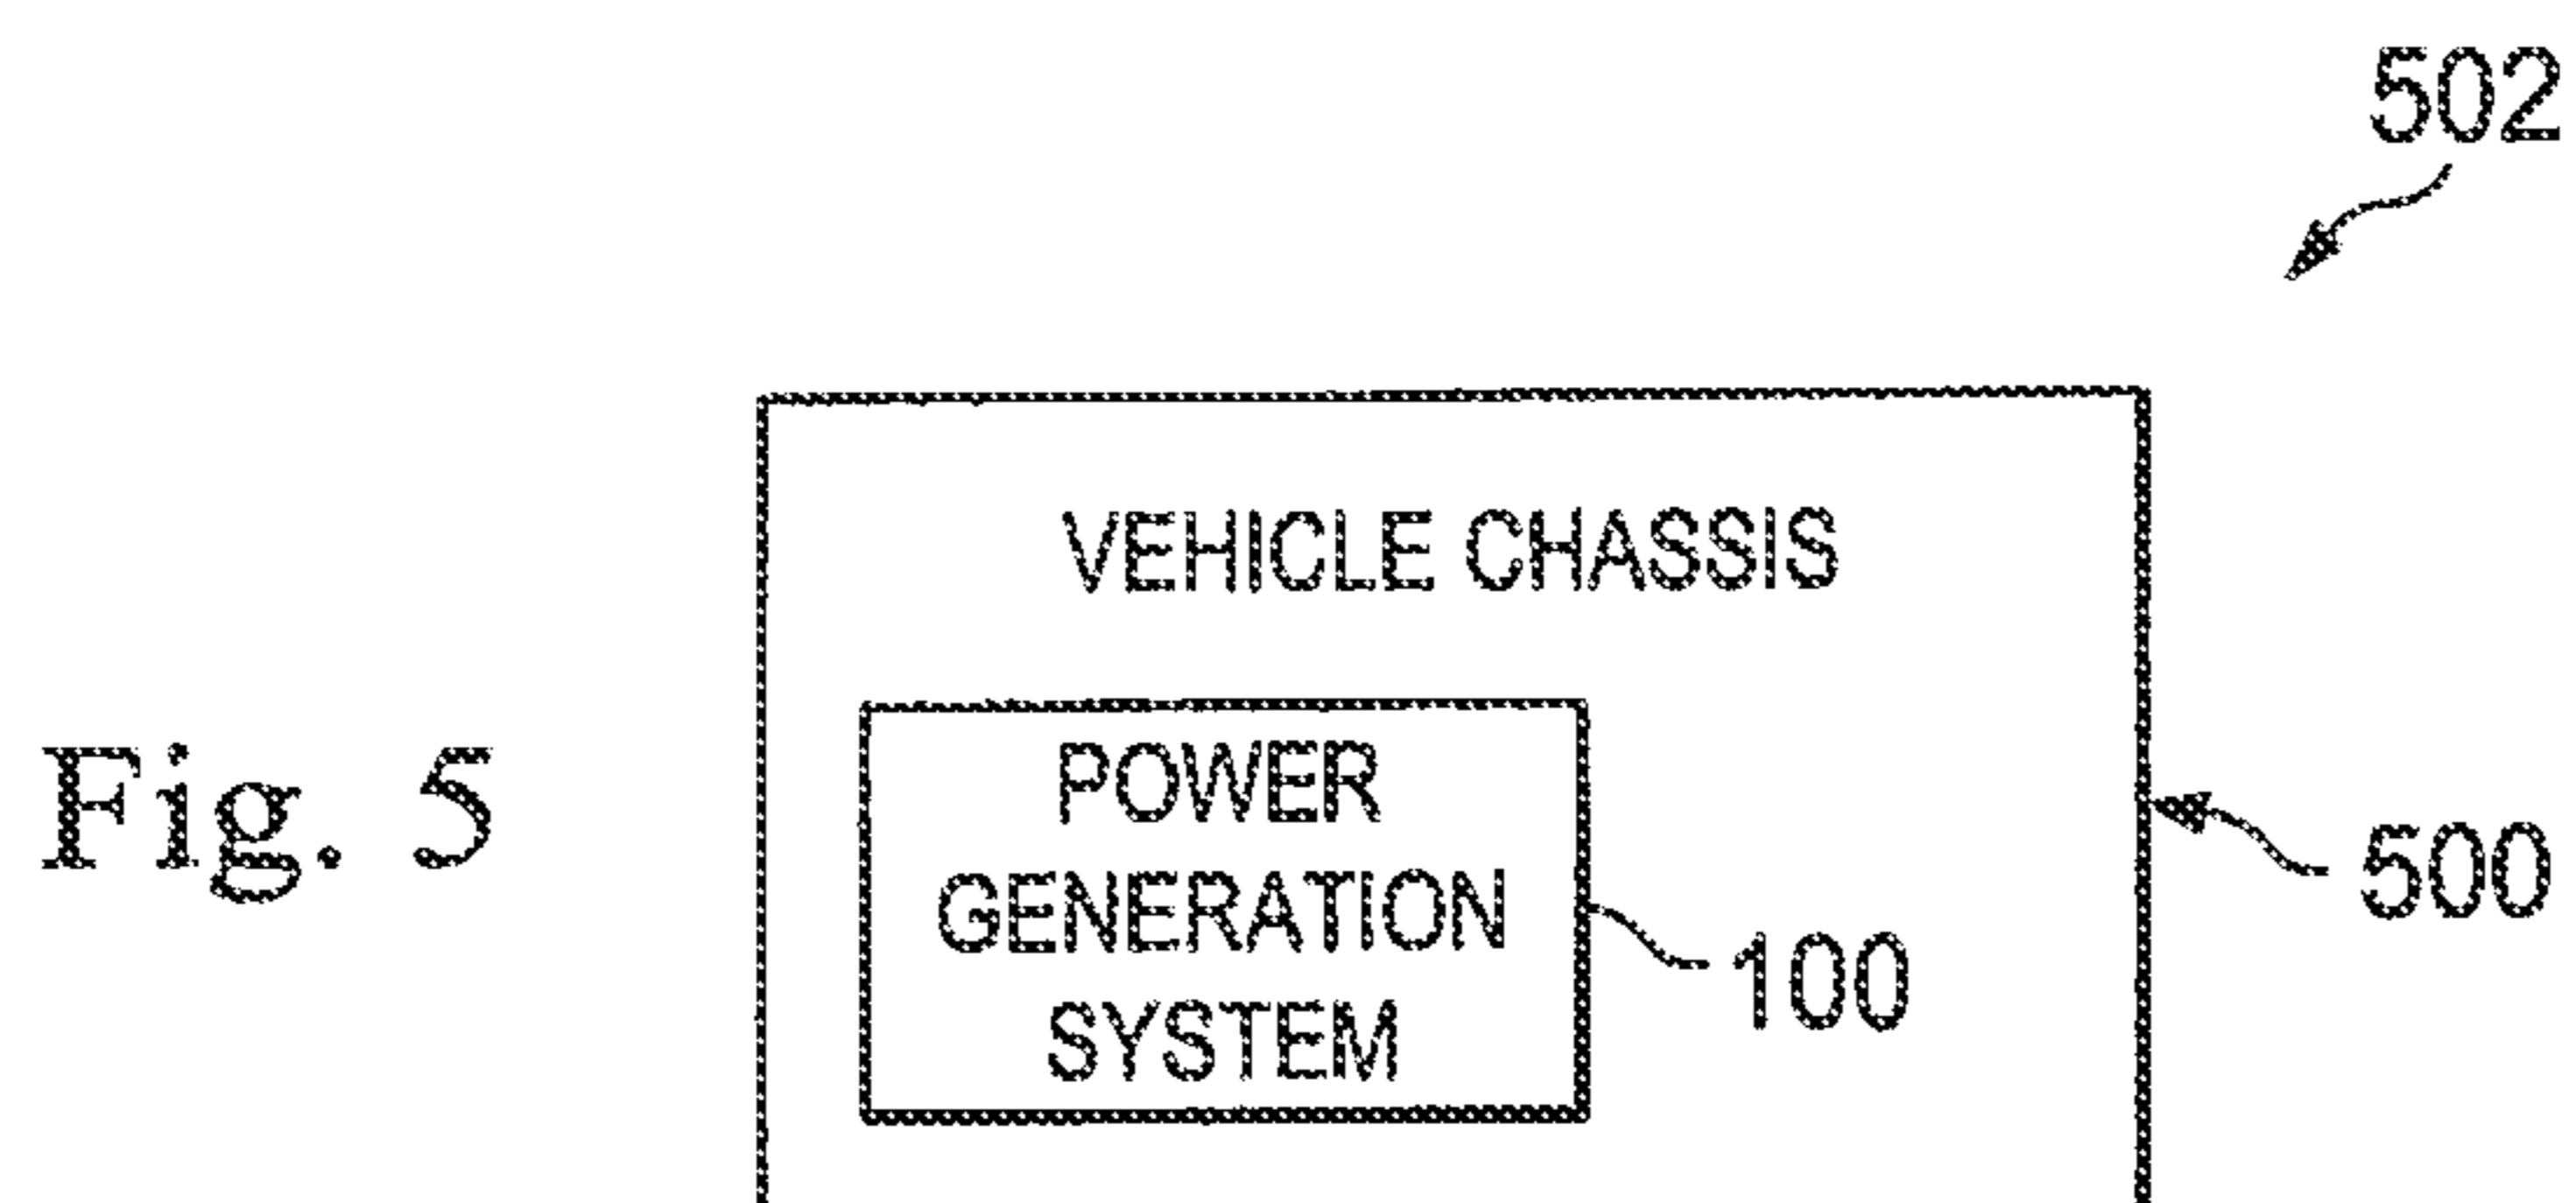 502
VEHICLE CHASSIS
Fig. 5
POWER
GENERATION
SYSTEM
500
100